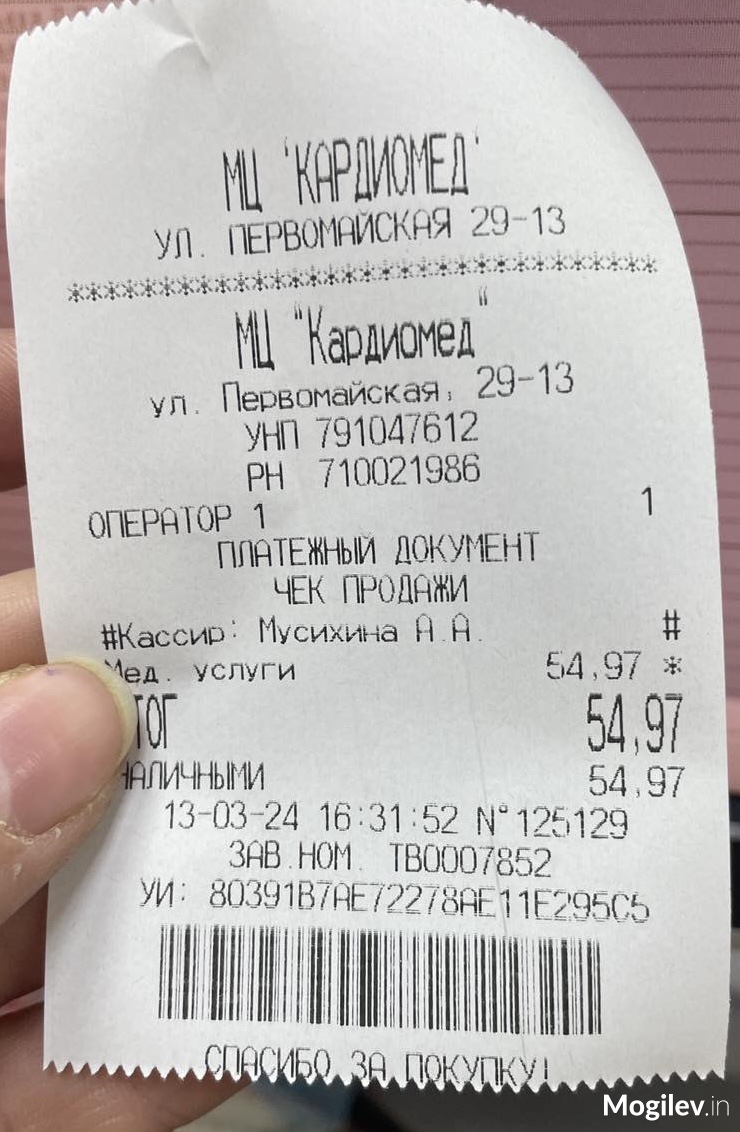 МЦ 'КАРДИОМЕД'
УЛ. ПЕРВОМАЙСКАЯ 29-13
************************************
МЦ "Кардиомед"
ул. Первомайская, 29-13
УНП 791047612
РН 710021986
ОПЕРАТОР 1 1
ПЛАТЕЖНЫЙ ДОКУМЕНТ
ЧЕК ПРОДАЖИ
#Кассир: Мусихина А.А. #
Мед. услуги 54,97 *
ИТОГ 54,97
НАЛИЧНЫМИ 54,97
13-03-24 16:31:52 N°125129
ЗАВ.НОМ. ТВ0007852
УИ: 80391B7AE72278AE11E295C5
СПАСИБО ЗА ПОКУПКУ!
Mogilev.in